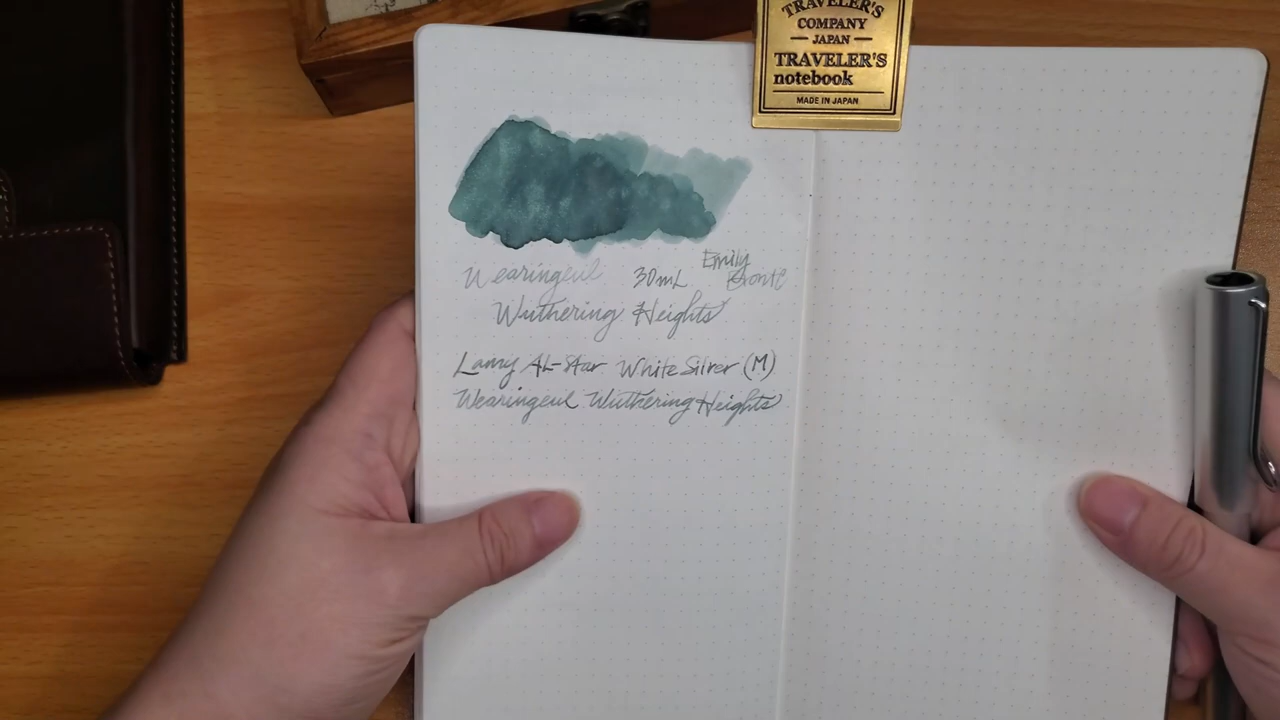 TRAVELER'S
COMPANY
JAPAN
TRAVELER'S
notebook
MADE IN JAPAN
Wearingeul 30mL Emily Bronte
Wuthering Heights
Lamy AL-Star White Silver (M)
Wearingeul Wuthering Heights